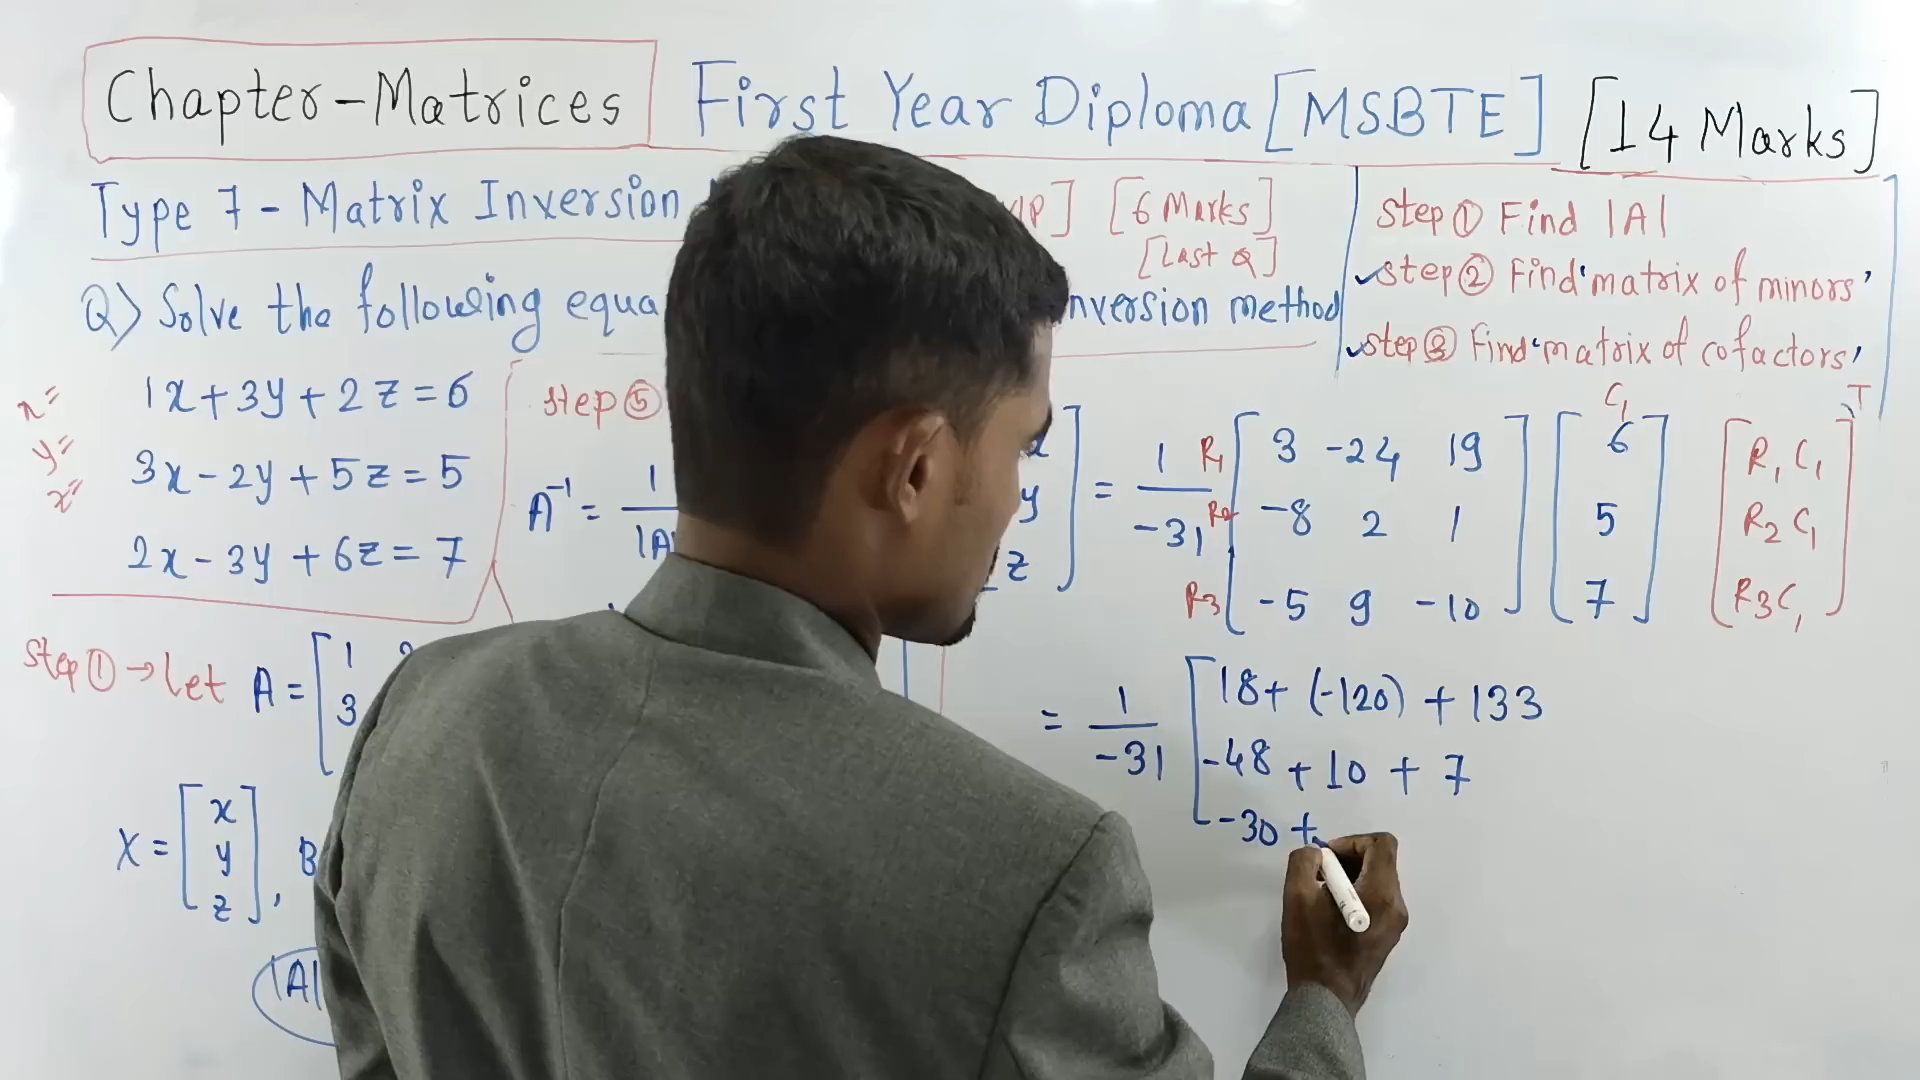 Chapter-Matrices First Year Diploma [MSBTE] [14 Marks]
Type 7 - Matrix Inversion [6 Marks]
[Last Q]
Q) Solve the following nversion method
Step ① Find |A|
✓step ② Find 'matrix of minors'
✓step ③ Find 'matrix of cofactors'
x=
y=
1x + 3y + 2z = 6
3x - 2y + 5z = 5
2x - 3y + 6z = 7
Step ⑤
A⁻¹ = 1
y
z
= 1
-31
R₁ 3 -24 19
R₂ -8 2 1
R₃ -5 9 -10
C₁
6
5
7
T
R₁C₁
R₂C₁
R₃C₁
Step ① → let A =
1
3
= 1
-31
18 + (-120) + 133
-48 + 10 + 7
-30 +
X =
x
y
z
, B
|A|